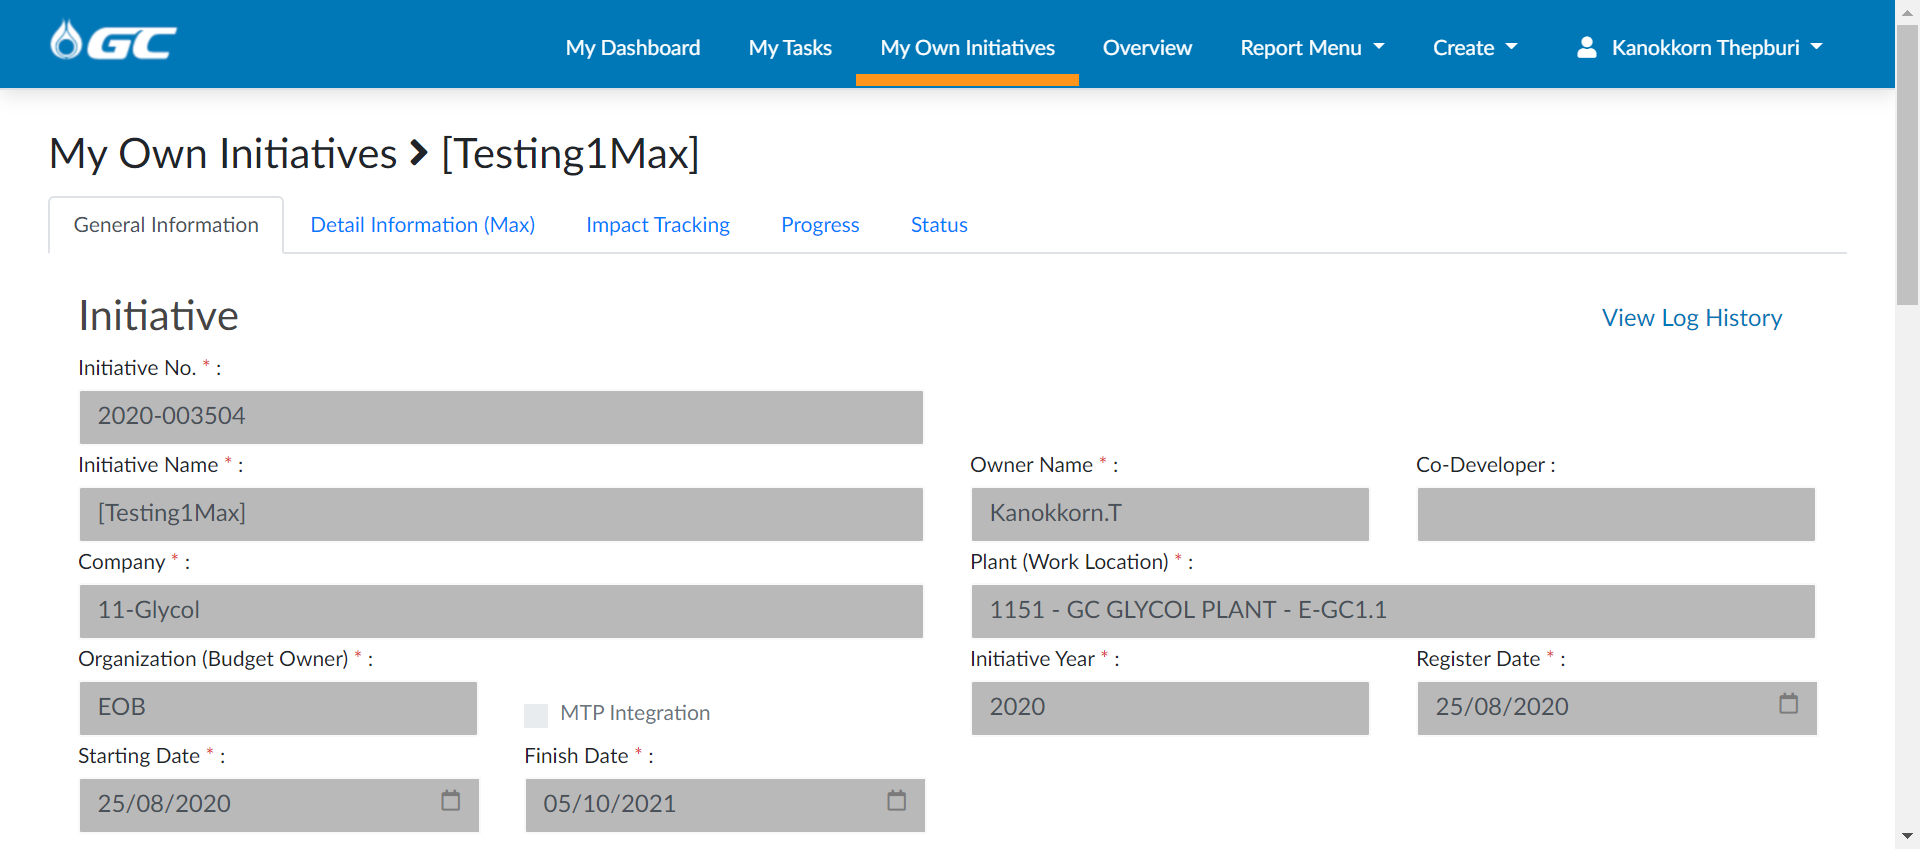 GC
My Dashboard My Tasks My Own Initiatives Overview Report Menu Create Kanokkorn Thepburi
My Own Initiatives > [Testing1Max]
General Information Detail Information (Max) Impact Tracking Progress Status
Initiative View Log History
Initiative No. * :
2020-003504
Initiative Name * : Owner Name * : Co-Developer :
[Testing1Max] Kanokkorn.T
Company * : Plant (Work Location) * :
11-Glycol 1151 - GC GLYCOL PLANT - E-GC1.1
Organization (Budget Owner) * : Initiative Year * : Register Date * :
EOB MTP Integration 2020 25/08/2020
Starting Date * : Finish Date * :
25/08/2020 05/10/2021